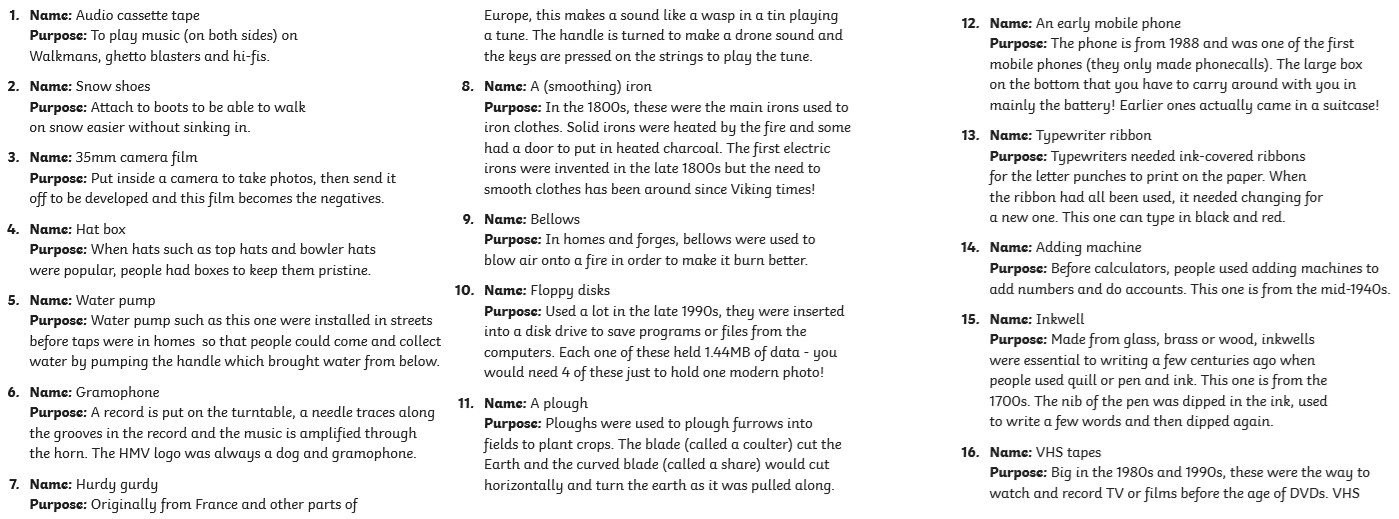 1. Name: Audio cassette tape
Purpose: To play music (on both sides) on
Walkmans, ghetto blasters and hi-fis.
2. Name: Snow shoes
Purpose: Attach to boots to be able to walk
on snow easier without sinking in.
3. Name: 35mm camera film
Purpose: Put inside a camera to take photos, then send it
off to be developed and this film becomes the negatives.
4. Name: Hat box
Purpose: When hats such as top hats and bowler hats
were popular, people had boxes to keep them pristine.
5. Name: Water pump
Purpose: Water pump such as this one were installed in streets
before taps were in homes  so that people could come and collect
water by pumping the handle which brought water from below.
6. Name: Gramophone
Purpose: A record is put on the turntable, a needle traces along
the grooves in the record and the music is amplified through
the horn. The HMV logo was always a dog and gramophone.
7. Name: Hurdy gurdy
Purpose: Originally from France and other parts of
Europe, this makes a sound like a wasp in a tin playing
a tune. The handle is turned to make a drone sound and
the keys are pressed on the strings to play the tune.
8. Name: A (smoothing) iron
Purpose: In the 1800s, these were the main irons used to
iron clothes. Solid irons were heated by the fire and some
had a door to put in heated charcoal. The first electric
irons were invented in the late 1800s but the need to
smooth clothes has been around since Viking times!
9. Name: Bellows
Purpose: In homes and forges, bellows were used to
blow air onto a fire in order to make it burn better.
10. Name: Floppy disks
Purpose: Used a lot in the late 1990s, they were inserted
into a disk drive to save programs or files from the
computers. Each one of these held 1.44MB of data - you
would need 4 of these just to hold one modern photo!
11. Name: A plough
Purpose: Ploughs were used to plough furrows into
fields to plant crops. The blade (called a coulter) cut the
Earth and the curved blade (called a share) would cut
horizontally and turn the earth as it was pulled along.
12. Name: An early mobile phone
Purpose: The phone is from 1988 and was one of the first
mobile phones (they only made phonecalls). The large box
on the bottom that you have to carry around with you in
mainly the battery! Earlier ones actually came in a suitcase!
13. Name: Typewriter ribbon
Purpose: Typewriters needed ink-covered ribbons
for the letter punches to print on the paper. When
the ribbon had all been used, it needed changing for
a new one. This one can type in black and red.
14. Name: Adding machine
Purpose: Before calculators, people used adding machines to
add numbers and do accounts. This one is from the mid-1940s.
15. Name: Inkwell
Purpose: Made from glass, brass or wood, inkwells
were essential to writing a few centuries ago when
people used quill or pen and ink. This one is from the
1700s. The nib of the pen was dipped in the ink, used
to write a few words and then dipped again.
16. Name: VHS tapes
Purpose: Big in the 1980s and 1990s, these were the way to
watch and record TV or films before the age of DVDs. VHS